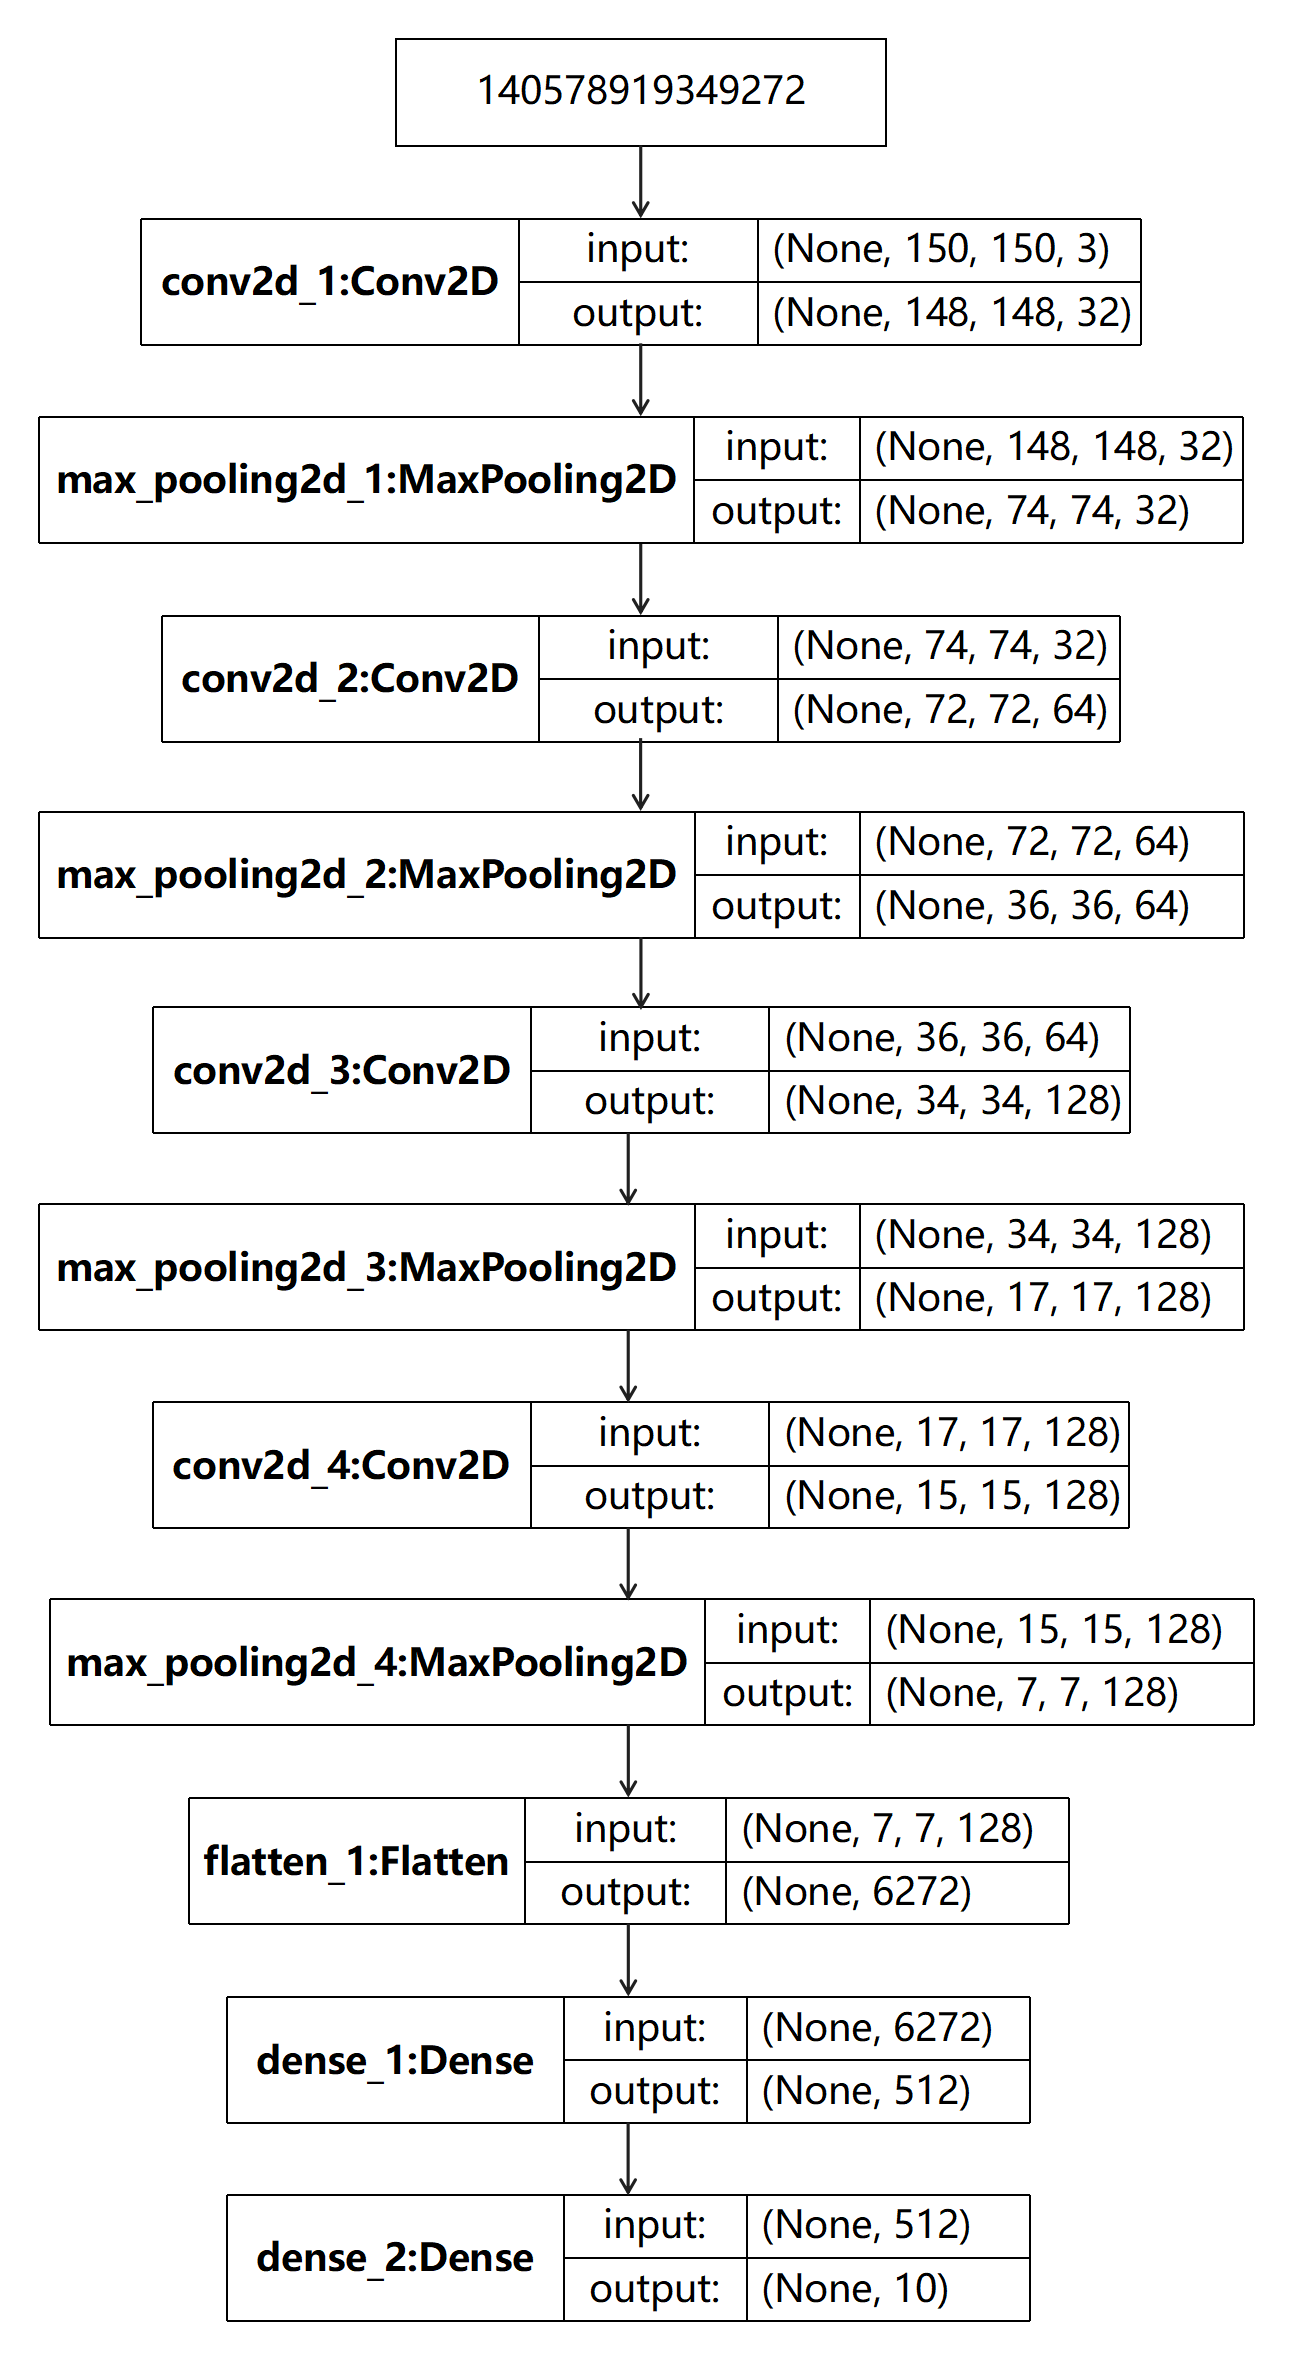 140578919349272
conv2d_1:Conv2D
input: (None, 150, 150, 3)
output: (None, 148, 148, 32)
max_pooling2d_1:MaxPooling2D
input: (None, 148, 148, 32)
output: (None, 74, 74, 32)
conv2d_2:Conv2D
input: (None, 74, 74, 32)
output: (None, 72, 72, 64)
max_pooling2d_2:MaxPooling2D
input: (None, 72, 72, 64)
output: (None, 36, 36, 64)
conv2d_3:Conv2D
input: (None, 36, 36, 64)
output: (None, 34, 34, 128)
max_pooling2d_3:MaxPooling2D
input: (None, 34, 34, 128)
output: (None, 17, 17, 128)
conv2d_4:Conv2D
input: (None, 17, 17, 128)
output: (None, 15, 15, 128)
max_pooling2d_4:MaxPooling2D
input: (None, 15, 15, 128)
output: (None, 7, 7, 128)
flatten_1:Flatten
input: (None, 7, 7, 128)
output: (None, 6272)
dense_1:Dense
input: (None, 6272)
output: (None, 512)
dense_2:Dense
input: (None, 512)
output: (None, 10)